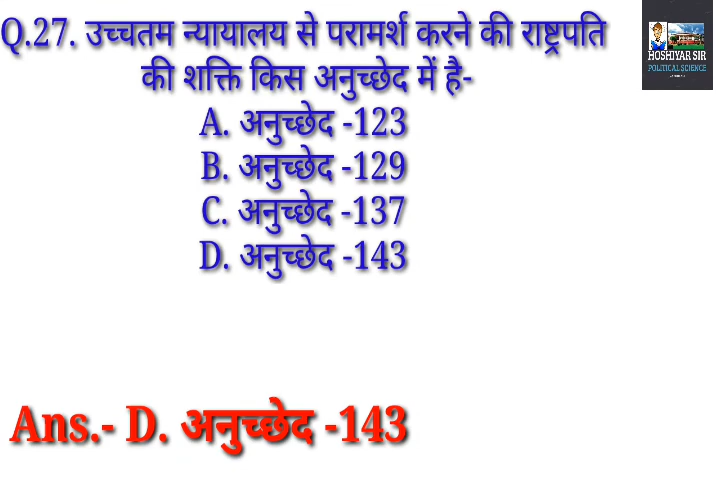 Q.27. उच्चतम न्यायालय से परामर्श करने की राष्ट्रपति
की शक्ति किस अनुच्छेद में है-
A. अनुच्छेद -123
B. अनुच्छेद -129
C. अनुच्छेद -137
D. अनुच्छेद -143
Ans.- D. अनुच्छेद -143
HOSHIYAR SIR
POLITICAL SCIENCE